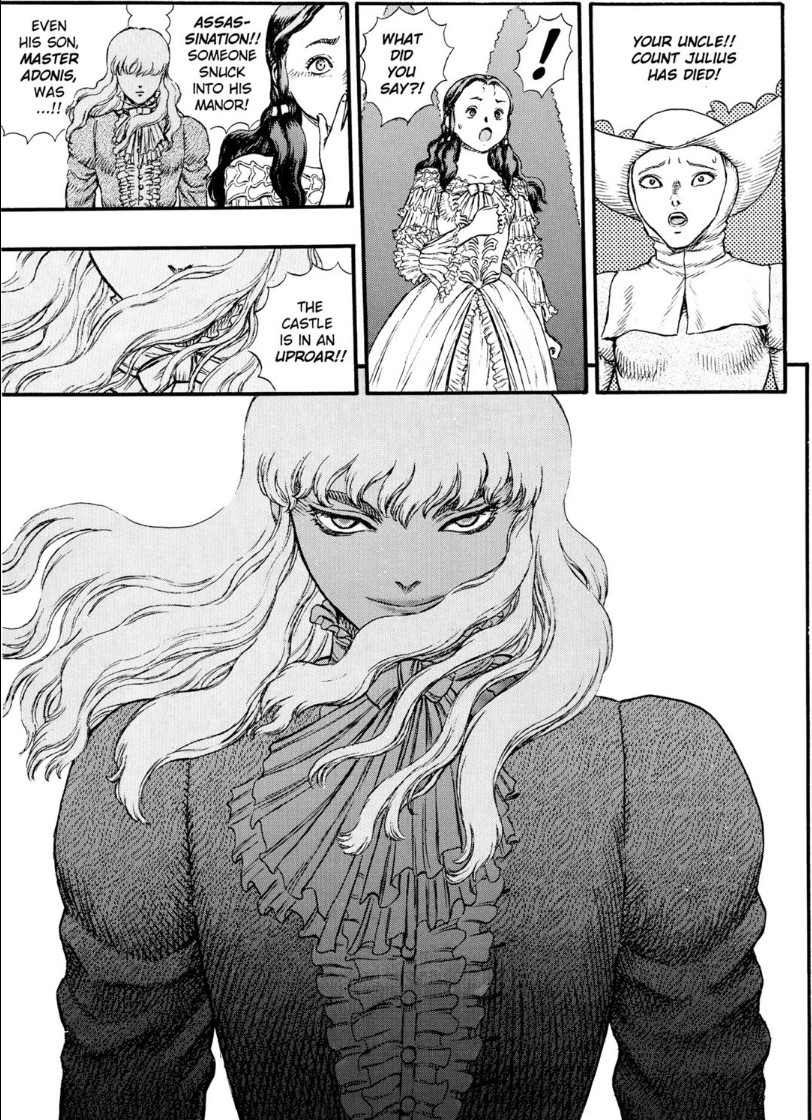 YOUR UNCLE!!
COUNT JULIUS
HAS DIED!
!
WHAT
DID
YOU
SAY?!
ASSAS-
SINATION!!
SOMEONE
SNUCK
INTO HIS
MANOR!
EVEN
HIS SON,
MASTER
ADONIS,
WAS
...!!
THE
CASTLE
IS IN AN
UPROAR!!